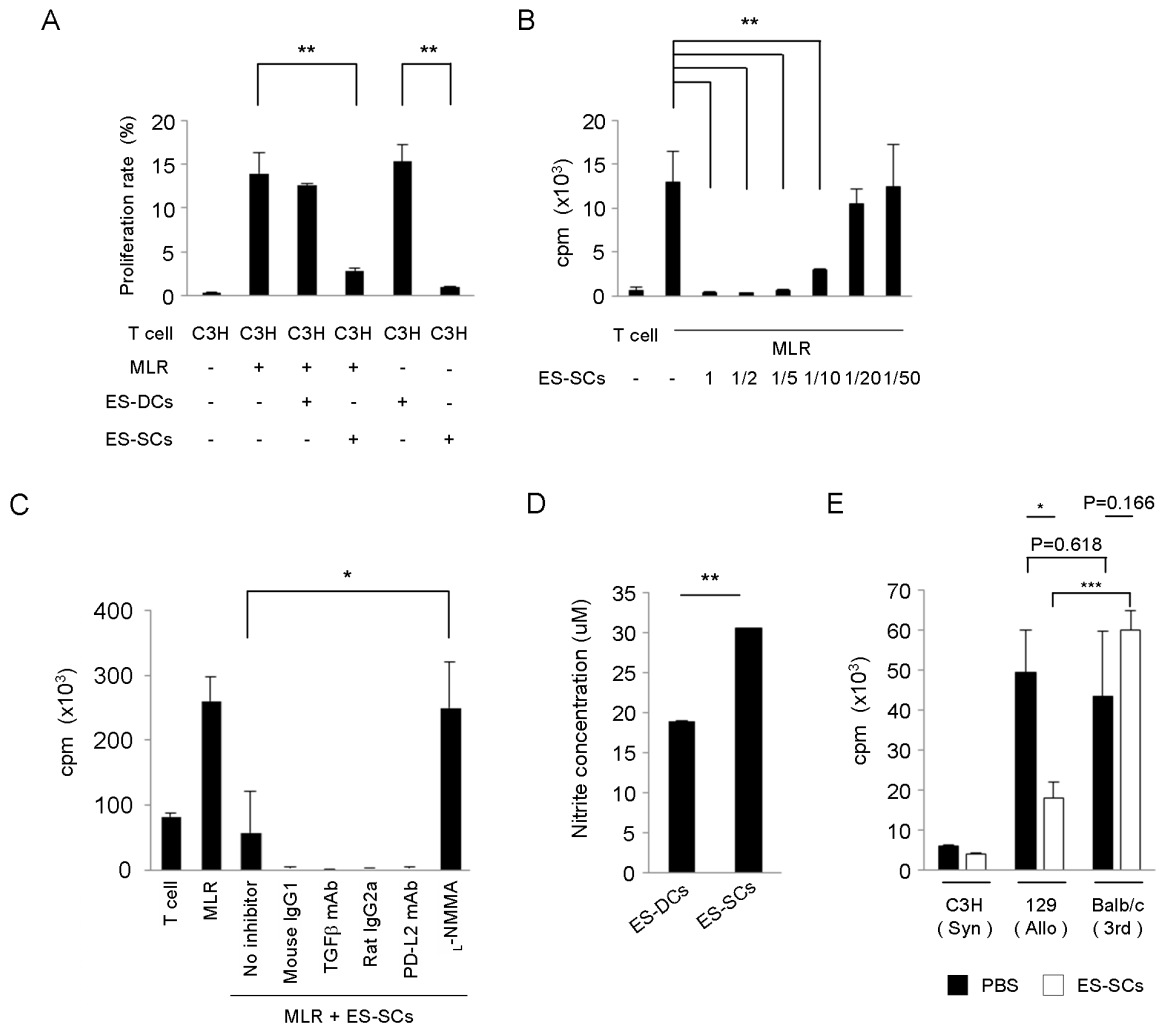 A
**
**
Proliferation rate (%)
20
15
10
5
0
T cell C3H C3H C3H C3H C3H C3H
MLR - + + + - -
ES-DCs - - + - + -
ES-SCs - - - + - +
B
**
cpm (x10³)
20
15
10
5
0
T cell
MLR
ES-SCs - - 1 1/2 1/5 1/10 1/20 1/50
C
*
cpm (x10³)
400
300
200
100
0
T cell
MLR
No inhibitor
Mouse IgG1
TGFβ mAb
Rat IgG2a
PD-L2 mAb
L-NMMA
MLR + ES-SCs
D
**
Nitrite concentration (uM)
35
30
25
20
15
10
5
0
ES-DCs
ES-SCs
E
P=0.166
*
P=0.618
***
cpm (x10³)
70
60
50
40
30
20
10
0
C3H 129 Balb/c
( Syn ) ( Allo ) ( 3rd )
PBS ES-SCs